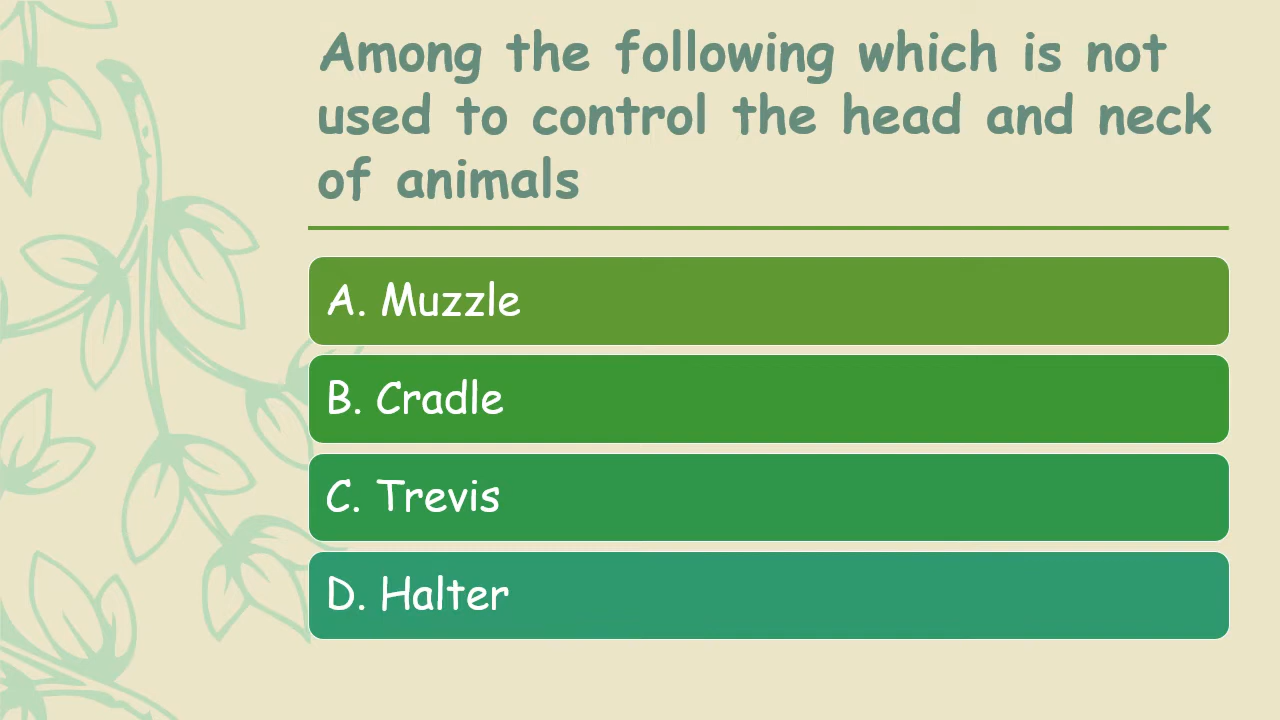 Among the following which is not
used to control the head and neck
of animals
A. Muzzle
B. Cradle
C. Trevis
D. Halter